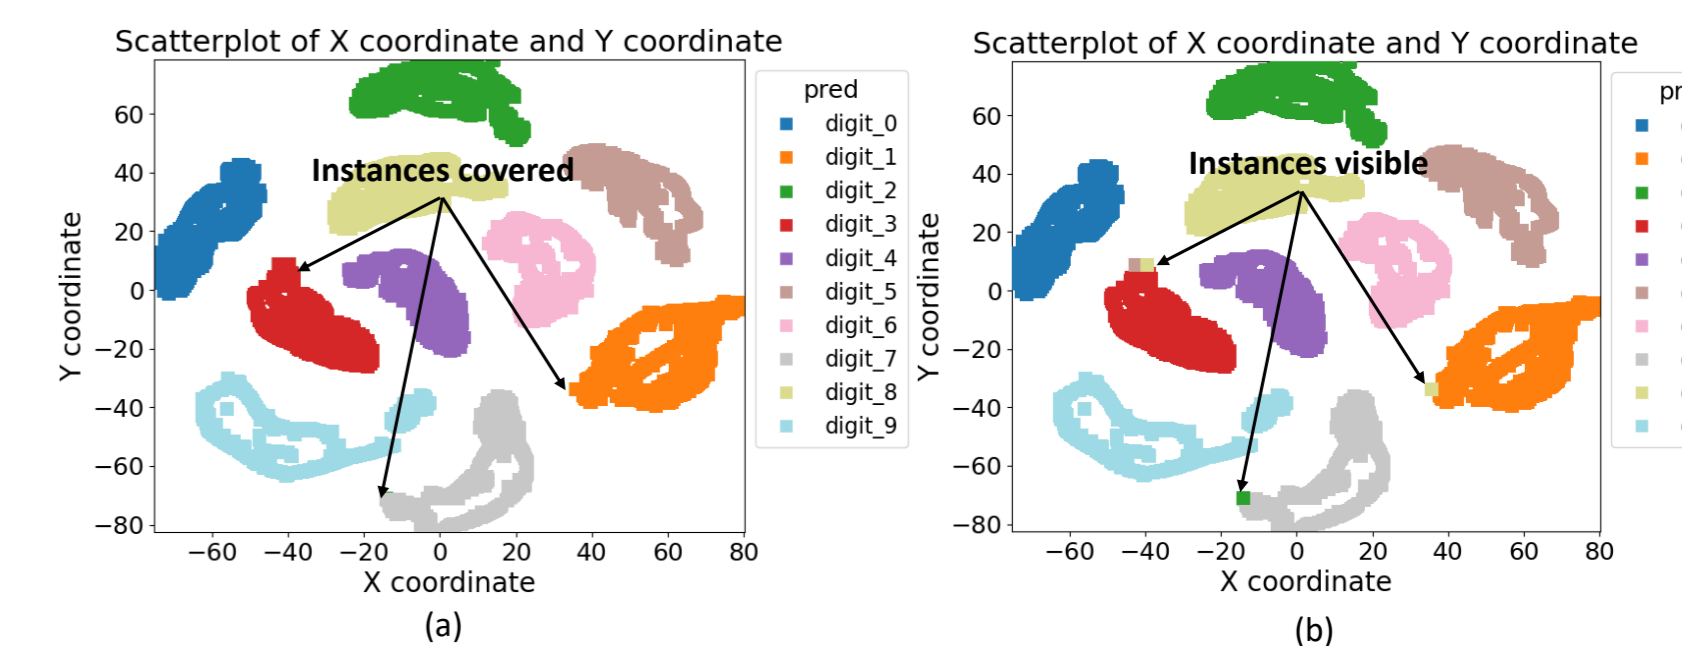 Scatterplot of X coordinate and Y coordinate
Instances covered
Y coordinate
60
40
20
0
−20
−40
−60
−80
−60 −40 −20 0 20 40 60 80
X coordinate
pred
digit_0
digit_1
digit_2
digit_3
digit_4
digit_5
digit_6
digit_7
digit_8
digit_9
(a)
Scatterplot of X coordinate and Y coordinate
Instances visible
Y coordinate
60
40
20
0
−20
−40
−60
−80
−60 −40 −20 0 20 40 60 80
X coordinate
(b)